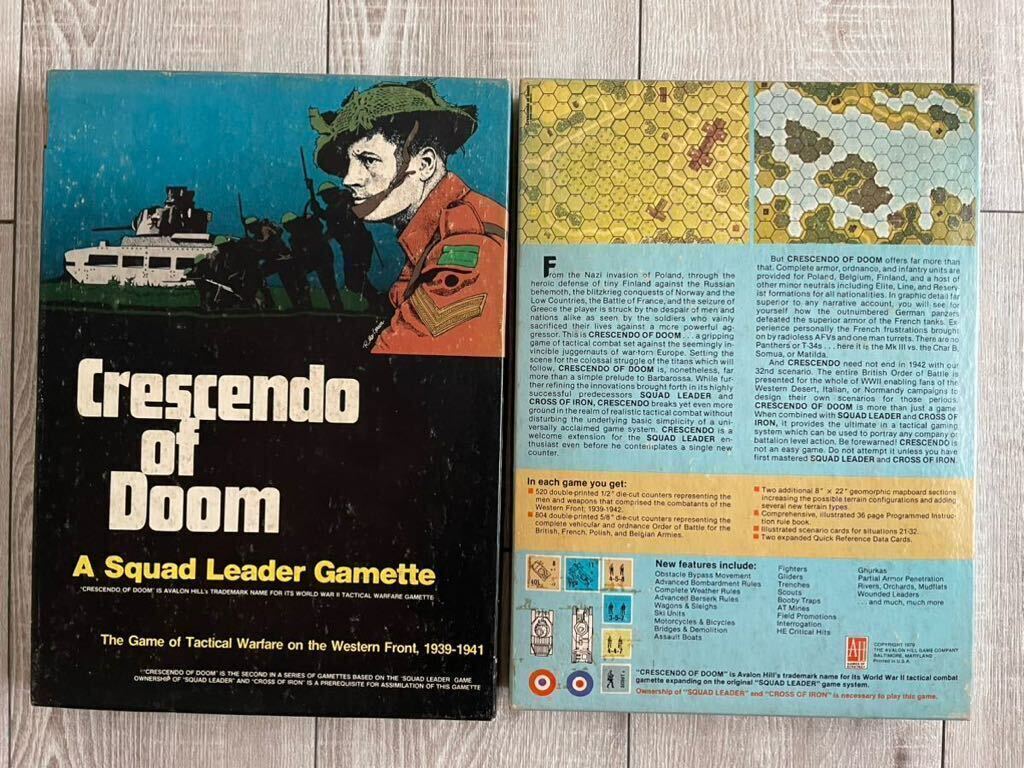 Crescendo
of
Doom
A Squad Leader Gamette
"CRESCENDO OF DOOM" IS AVALON HILL'S TRADEMARK NAME FOR ITS WORLD WAR II TACTICAL WARFARE GAMETTE
The Game of Tactical Warfare on the Western Front, 1939-1941
"CRESCENDO OF DOOM" IS THE SECOND IN A SERIES OF GAMETTES BASED ON THE "SQUAD LEADER" GAME
OWNERSHIP OF "SQUAD LEADER" AND "CROSS OF IRON" IS A PREREQUISITE FOR ASSIMILATION OF THIS GAMETTE
From the Nazi invasion of Poland, through the
heroic defense of tiny Finland against the Russian
behemoth, the blitzkrieg conquests of Norway and the
Low Countries, the Battle of France, and the seizure of
Greece the player is struck by the despair of men and
nations alike as seen by the soldiers who vainly
sacrificed their lives against a more powerful ag-
gressor. This is CRESCENDO OF DOOM . . . a gripping
game of tactical combat set against the seemingly in-
vincible juggernauts of war-torn Europe. Setting the
scene for the colossal struggle of the titans which will
follow, CRESCENDO OF DOOM, is, nonetheless, far
more than a simple prelude to Barbarossa. While fur-
ther refining the innovations brought forth in its highly
successful predecessors SQUAD LEADER and
CROSS OF IRON, CRESCENDO breaks yet even more
ground in the realm of realistic tactical combat without
disturbing the underlying basic simplicity of a uni-
versally acclaimed game system. CRESCENDO is a
welcome extension for the SQUAD LEADER en-
thusiast even before he contemplates a single new
counter.
But CRESCENDO OF DOOM offers far more than
that. Complete armor, ordnance, and infantry units are
provided for Poland, Belgium, Finland, and a host of
other minor neutrals including Elite, Line, and Reserv-
ist formations for all nationalities. In graphic detail far
superior to any narrative account, you will see for
yourself how the outnumbered German panzers
defeated the superior armor of the French tanks. Ex-
perience personally the French frustrations brought
on by radioless AFVs and one man turrets. There are no
Panthers or T-34s . . . here it is the Mk III vs. the Char B,
Somua, or Matilda.
And CRESCENDO need not end in 1942 with our
32nd scenario. The entire British Order of Battle is
presented for the whole of WWII enabling fans of the
Western Desert, Italian, or Normandy campaigns to
design their own scenarios for those periods.
CRESCENDO OF DOOM is more than just a game.
When combined with SQUAD LEADER and CROSS OF
IRON, it provides the ultimate in a tactical gaming
system which can be used to portray any company or
battalion level action. Be forewarned! CRESCENDO is
not an easy game. Do not attempt it unless you have
first mastered SQUAD LEADER and CROSS OF IRON.
In each game you get:
520 double-printed 1/2" die-cut counters representing the
men and weapons that comprised the combatants of the
Western Front; 1939-1942.
804 double-printed 5/8" die-cut counters representing the
complete vehicular and ordnance Order of Battle for the
British, French, Polish, and Belgian Armies.
Two additional 8" x 22" geomorphic mapboard sections
increasing the possible terrain configurations and adding
several new terrain types.
Comprehensive, illustrated 36 page Programmed Instruc-
tion rule book.
Illustrated scenario cards for situations 21-32.
Two expanded Quick Reference Data Cards.
New features include:
Obstacle Bypass Movement
Advanced Bombardment Rules
Complete Weather Rules
Advanced Berserk Rules
Wagons & Sleighs
Ski Units
Motorcycles & Bicycles
Bridges & Demolition
Assault Boats
Fighters
Gliders
Trenches
Scouts
Booby Traps
AT Mines
Field Promotions
Interrogation
HE Critical Hits
Ghurkas
Partial Armor Penetration
Rivers, Orchards, Mudflats
Wounded Leaders
. . . and much, much more
4-5-8
3-5-7
AH
COPYRIGHT 1979
THE AVALON HILL GAME COMPANY
BALTIMORE, MARYLAND
Printed in U.S.A.
"CRESCENDO OF DOOM" is Avalon Hill's trademark name for its World War II tactical combat
gamette expanding on the original "SQUAD LEADER" game system.
Ownership of "SQUAD LEADER" and "CROSS OF IRON" is necessary to play this game.